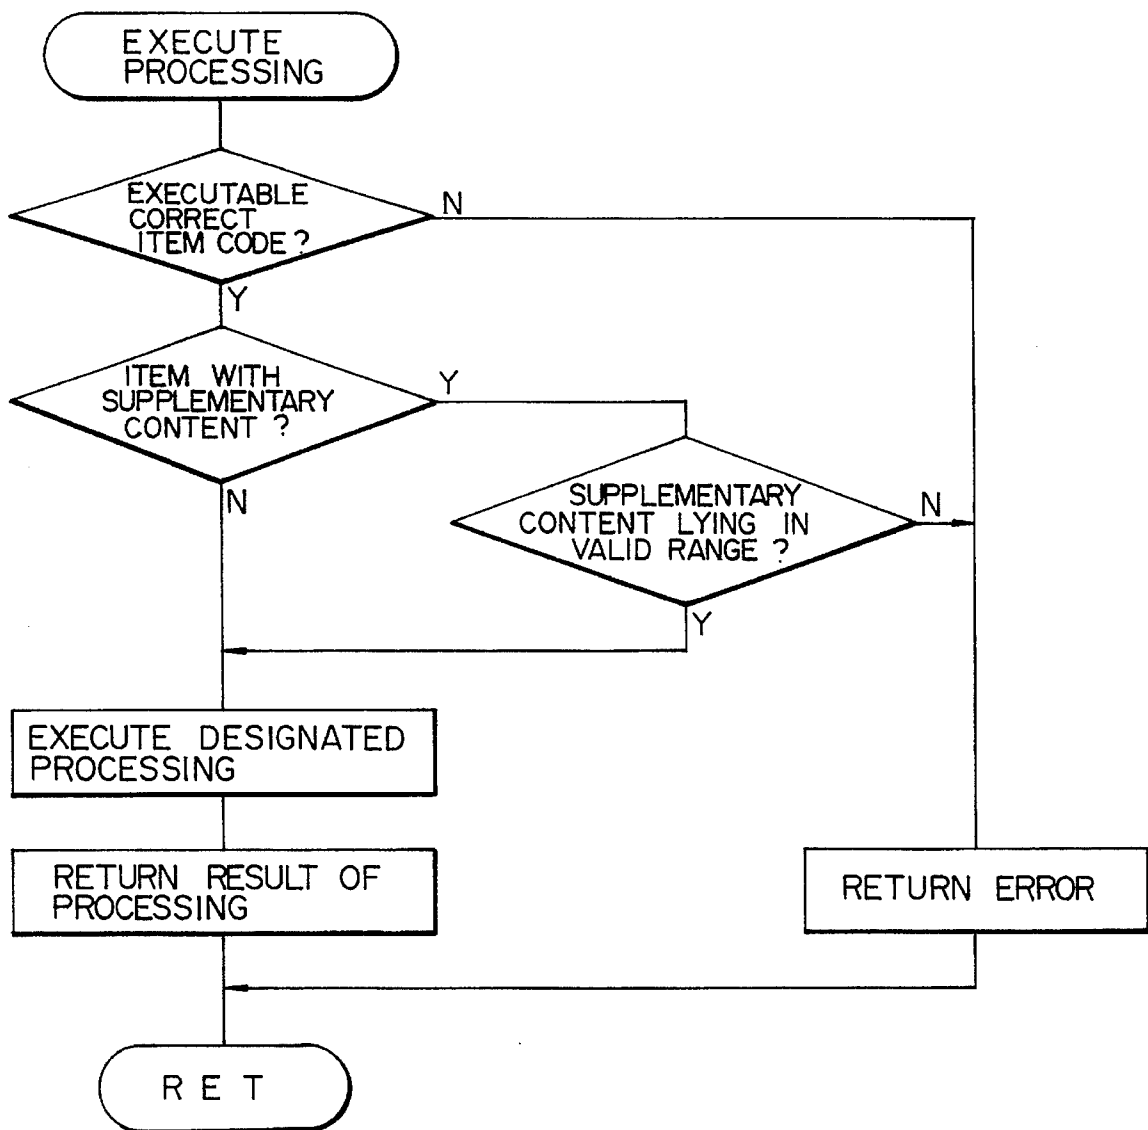 EXECUTE
PROCESSING
EXECUTABLE
CORRECT
ITEM CODE?
N
Y
ITEM WITH
SUPPLEMENTARY
CONTENT ?
Y
N
SUPPLEMENTARY
CONTENT LYING IN
VALID RANGE ?
N
Y
EXECUTE DESIGNATED
PROCESSING
RETURN RESULT OF
PROCESSING
RETURN ERROR
RET